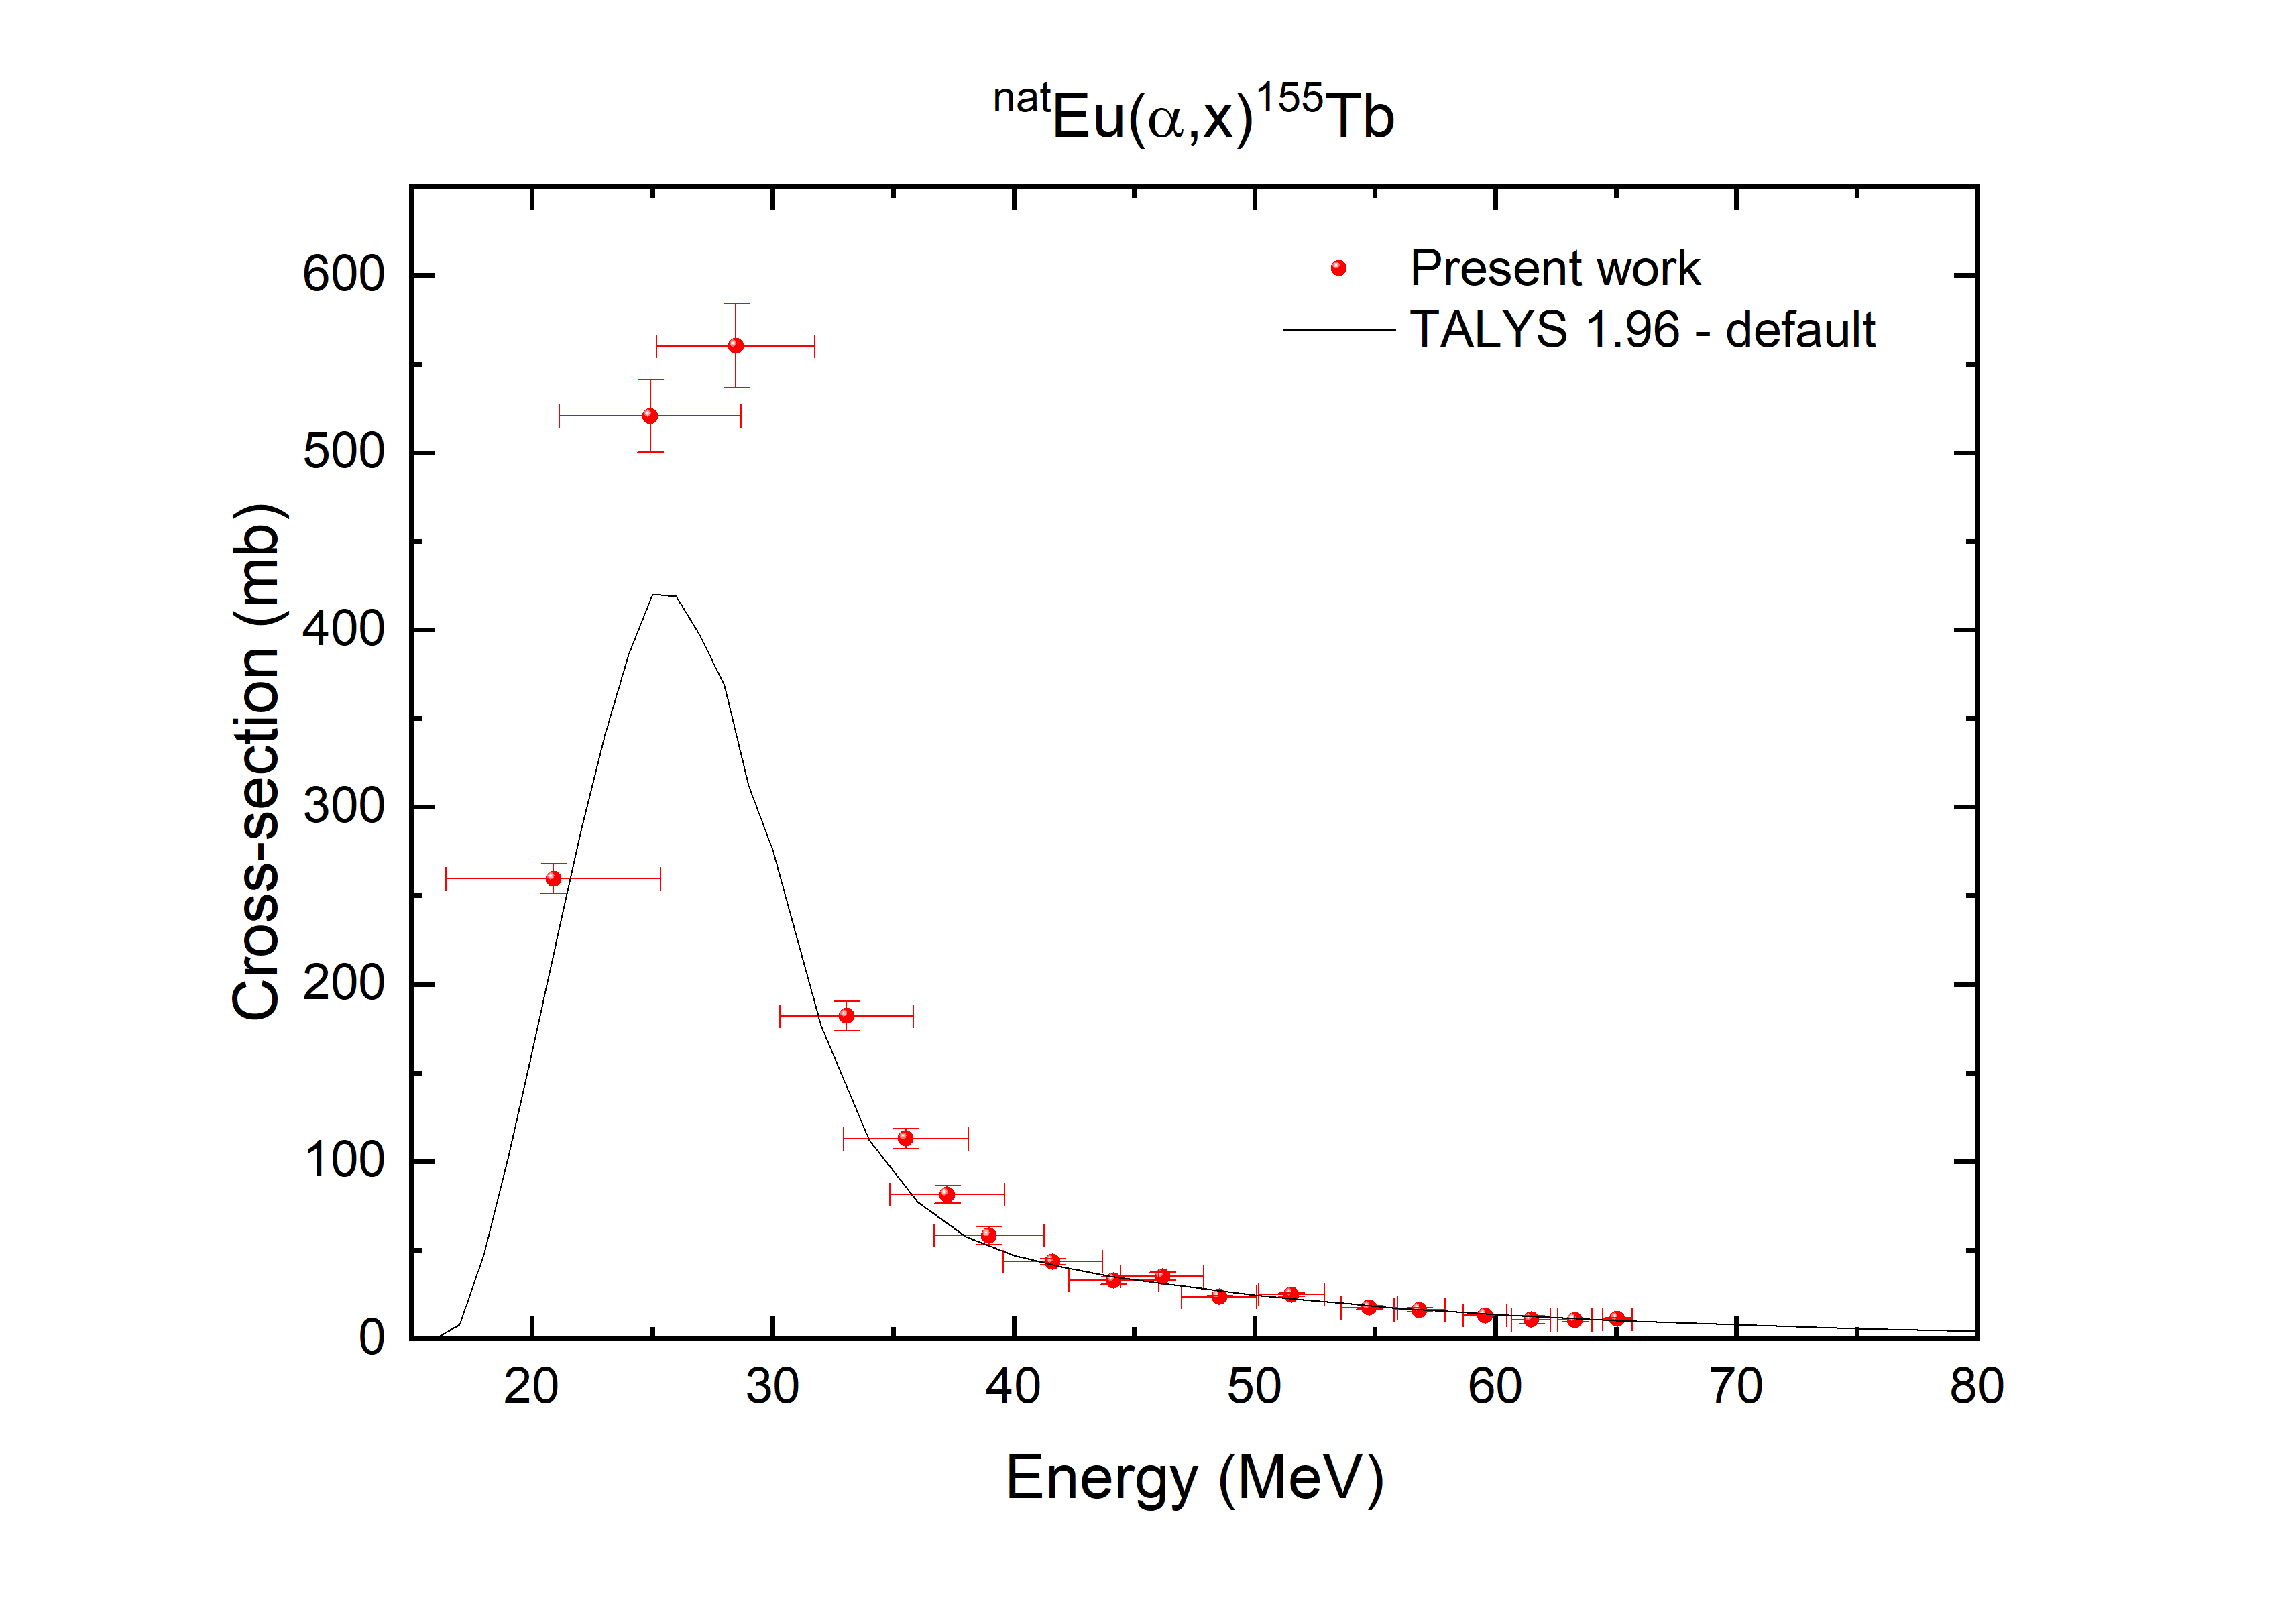 natEu(α,x)155Tb
Present work
TALYS 1.96 - default
Cross-section (mb)
600
500
400
300
200
100
0
20 30 40 50 60 70 80
Energy (MeV)